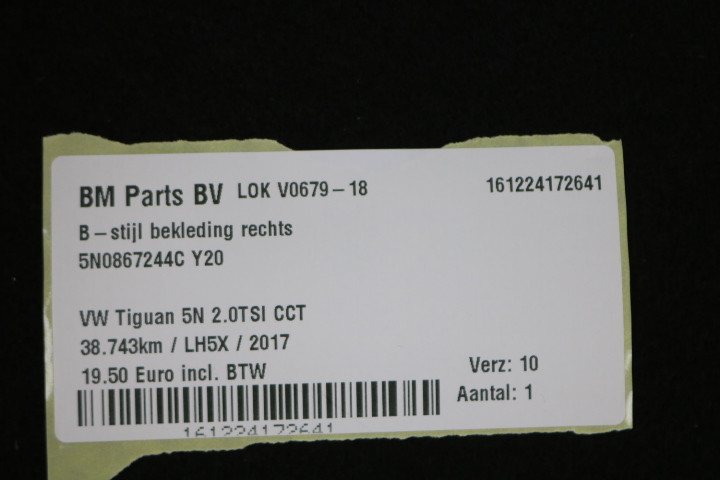 BM Parts BV LOK V0679-18 161224172641
B-stijl bekleding rechts
5N0867244C Y20
VW Tiguan 5N 2.0TSI CCT
38.743km / LH5X / 2017
19.50 Euro incl. BTW
Verz: 10
Aantal: 1
161224172641